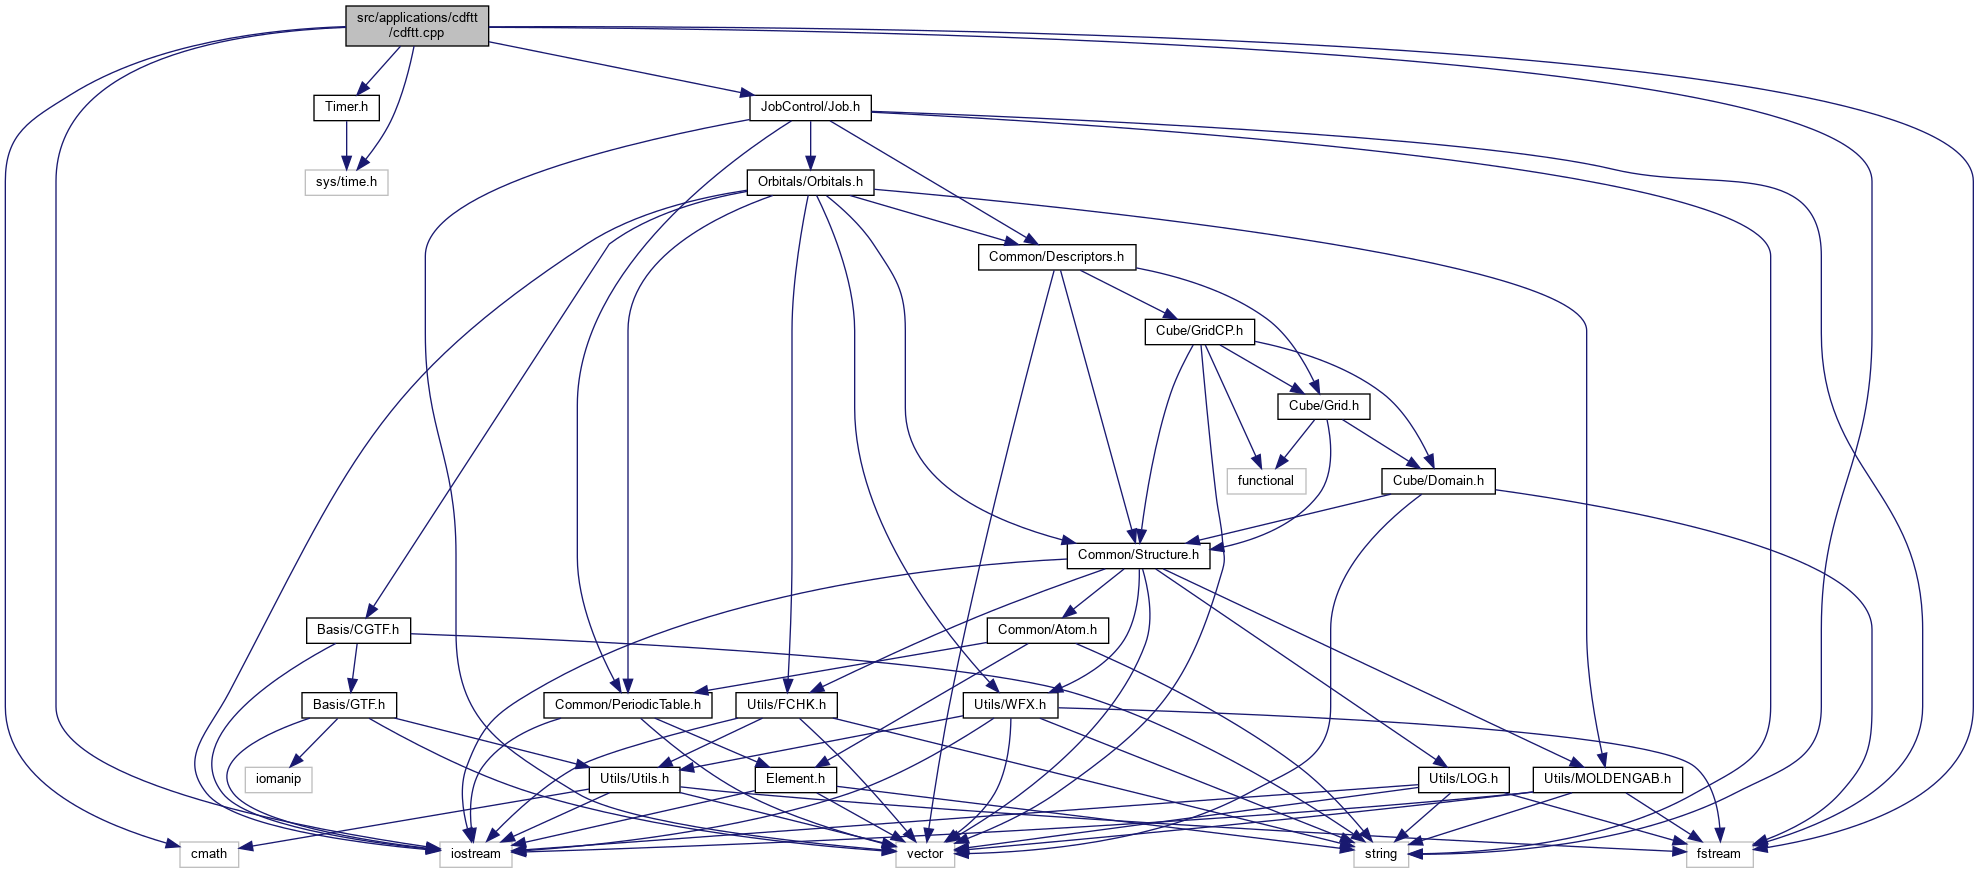 src/applications/cdftt
/cdftt.cpp
Timer.h
JobControl/Job.h
sys/time.h
Orbitals/Orbitals.h
Common/Descriptors.h
Cube/GridCP.h
Cube/Grid.h
functional
Cube/Domain.h
Common/Structure.h
Basis/CGTF.h
Common/Atom.h
Basis/GTF.h
Common/PeriodicTable.h
Utils/FCHK.h
Utils/WFX.h
iomanip
Utils/Utils.h
Element.h
Utils/LOG.h
Utils/MOLDENGAB.h
cmath
iostream
vector
string
fstream